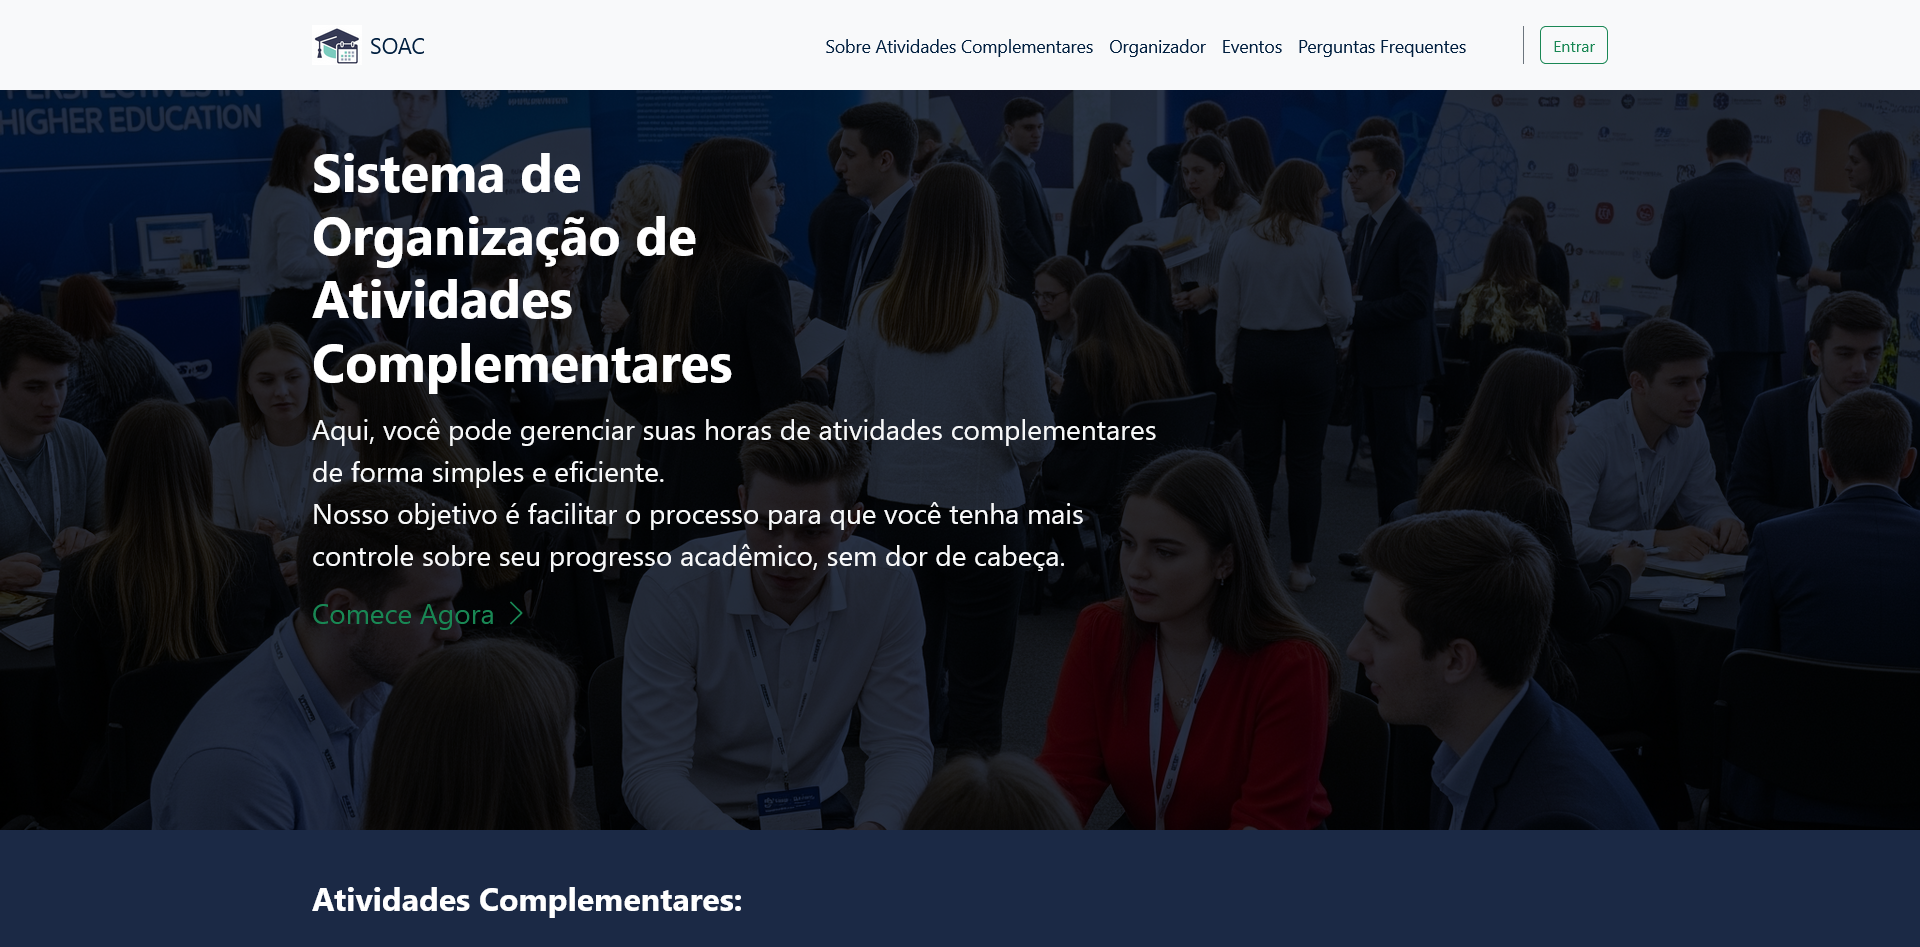 SOAC
Sobre Atividades Complementares Organizador Eventos Perguntas Frequentes Entrar
HIGHER EDUCATION
Sistema de
Organização de
Atividades
Complementares
Aqui, você pode gerenciar suas horas de atividades complementares
de forma simples e eficiente.
Nosso objetivo é facilitar o processo para que você tenha mais
controle sobre seu progresso acadêmico, sem dor de cabeça.
Comece Agora
Atividades Complementares: